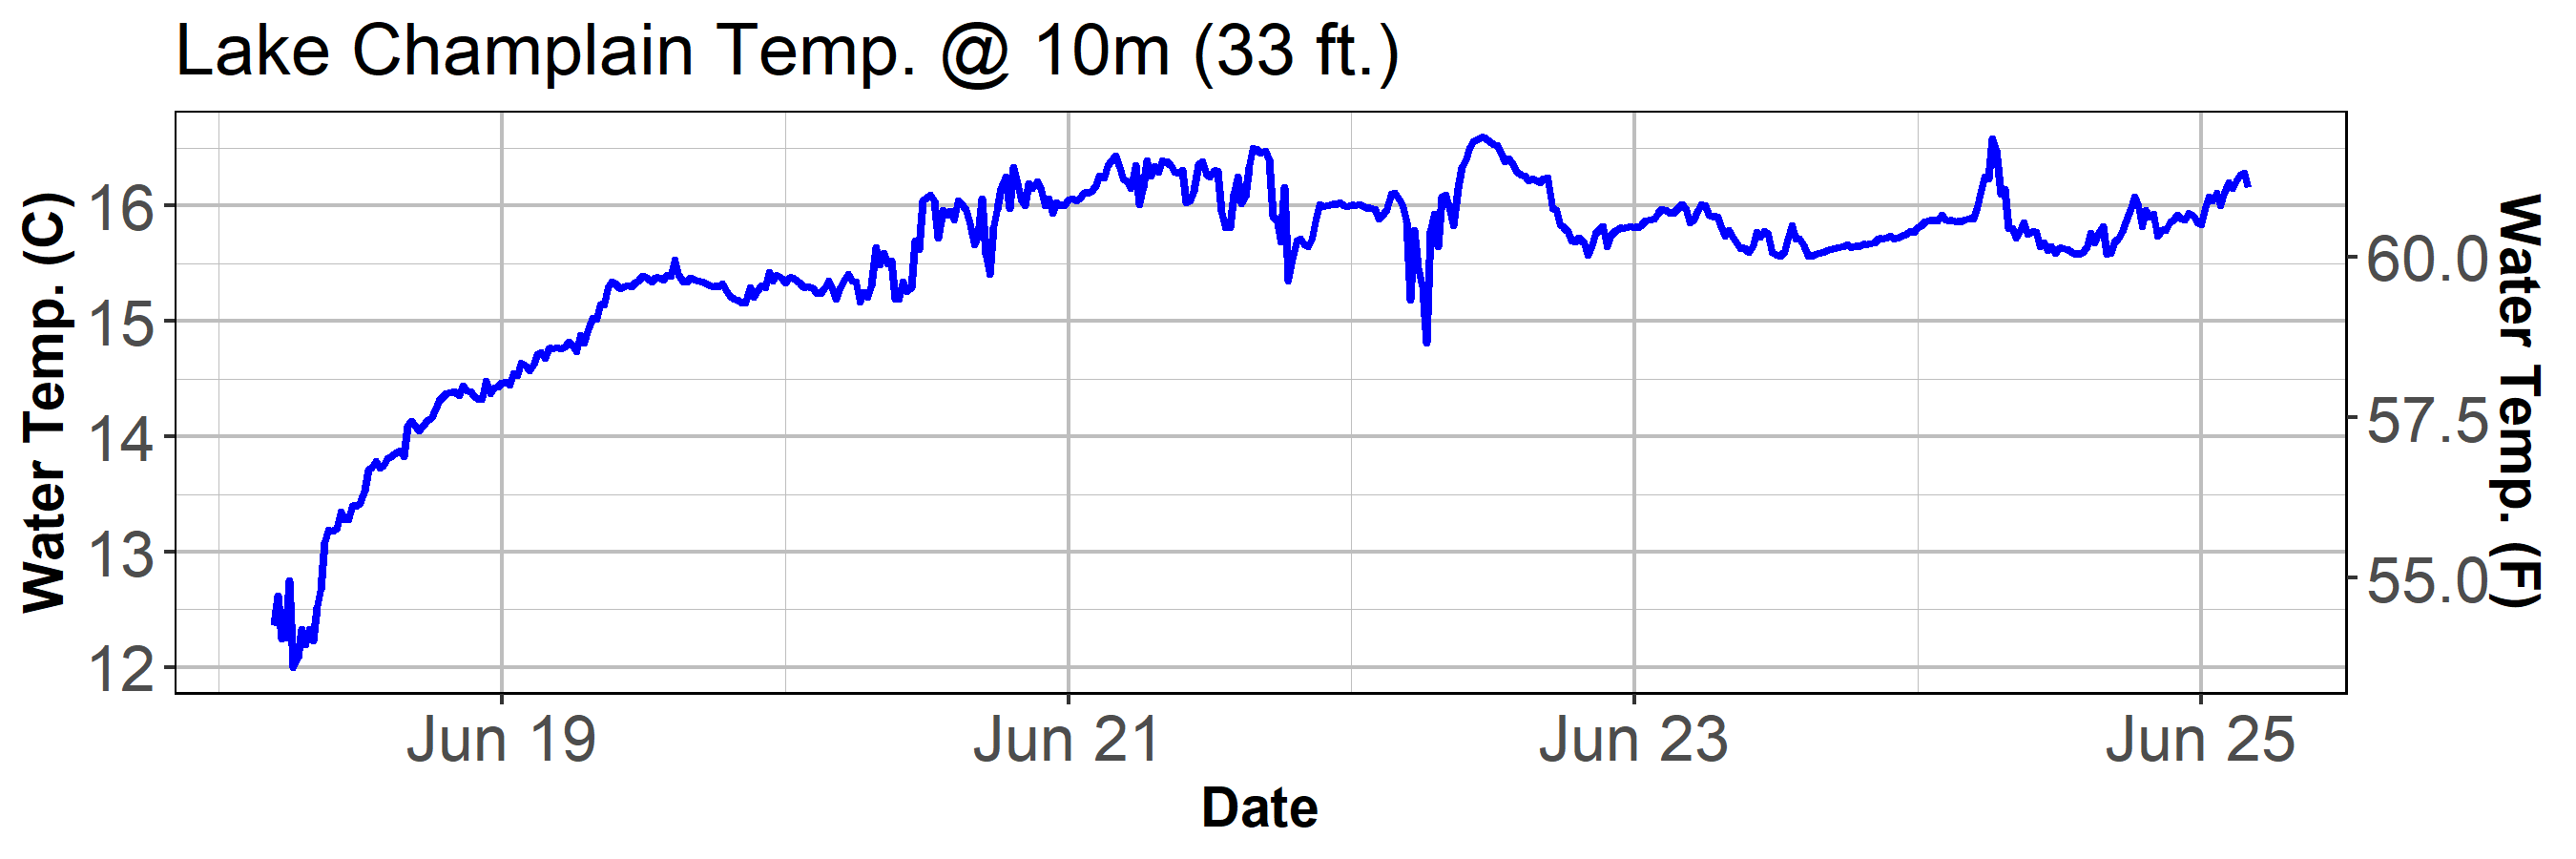 Lake Champlain Temp. @ 10m (33 ft.)
Water Temp. (C)
16
15
14
13
12
60.0
57.5
55.0
Water Temp. (F)
Jun 19
Jun 21
Jun 23
Jun 25
Date